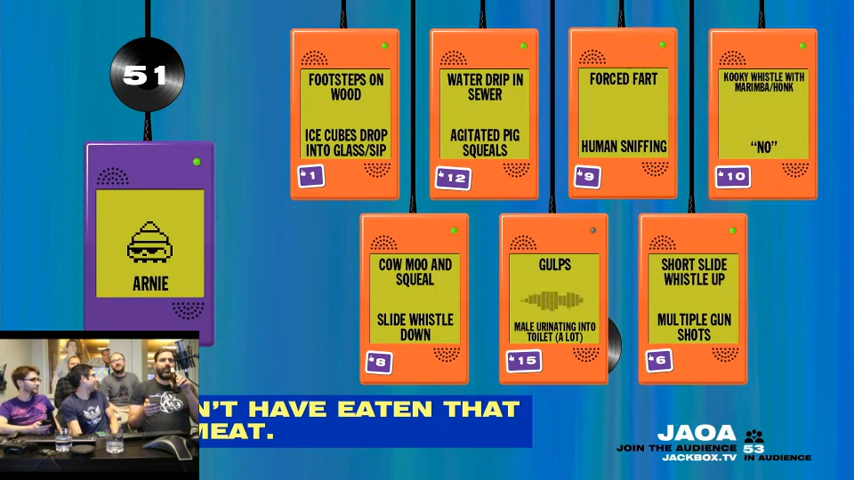 51
ARNIE
FOOTSTEPS ON
WOOD
ICE CUBES DROP
INTO GLASS/SIP
1
WATER DRIP IN
SEWER
AGITATED PIG
SQUEALS
12
FORCED FART
HUMAN SNIFFING
9
KOOKY WHISTLE WITH
MARIMBA/HONK
"NO"
10
COW MOO AND
SQUEAL
SLIDE WHISTLE
DOWN
8
GULPS
MALE URINATING INTO
TOILET (A LOT)
15
SHORT SLIDE
WHISTLE UP
MULTIPLE GUN
SHOTS
6
N'T HAVE EATEN THAT
MEAT.
JAOA
JOIN THE AUDIENCE 53
JACKBOX.TV IN AUDIENCE